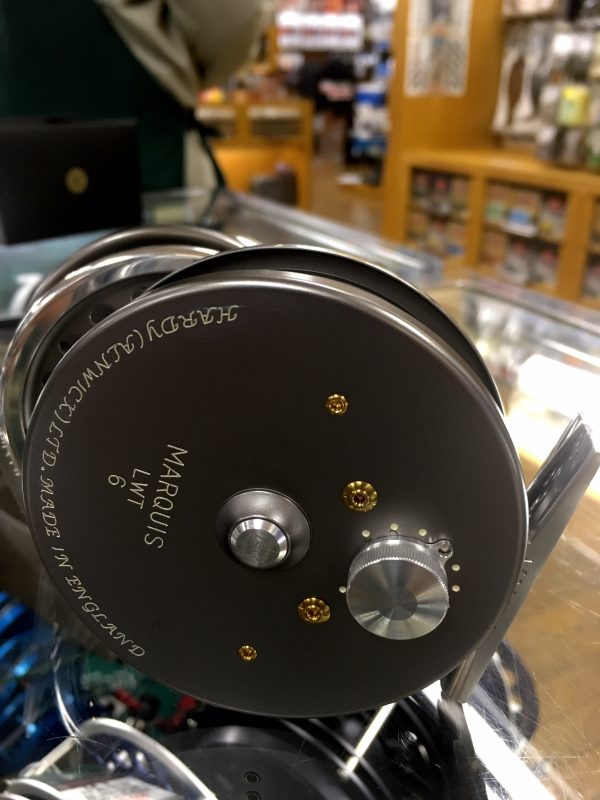 HARDY (ALNWICK) LTD. MADE IN ENGLAND
MARQUIS
LWT
6